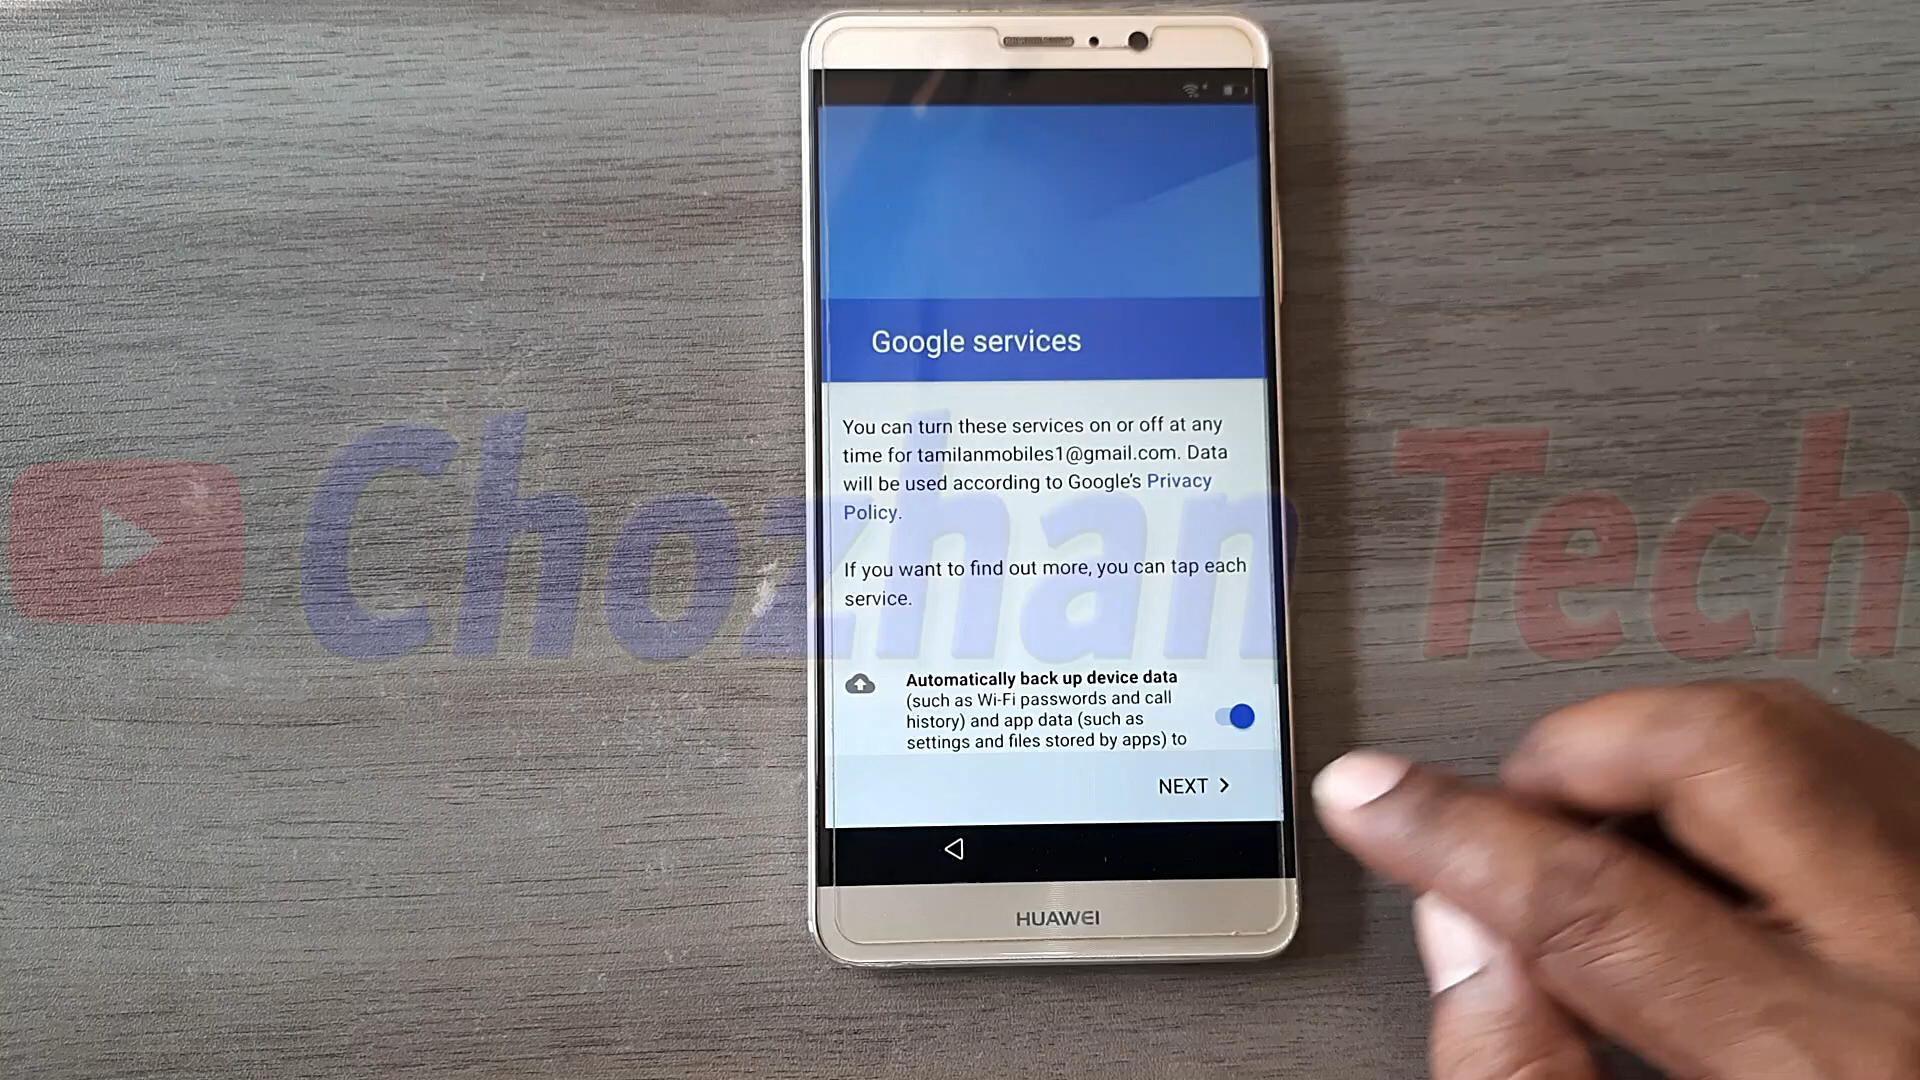 Google services
You can turn these services on or off at any
time for tamilanmobiles1@gmail.com. Data
will be used according to Google's Privacy
Policy.
If you want to find out more, you can tap each
service.
Automatically back up device data
(such as Wi-Fi passwords and call
history) and app data (such as
settings and files stored by apps) to
NEXT
HUAWEI
Chozhan Tech